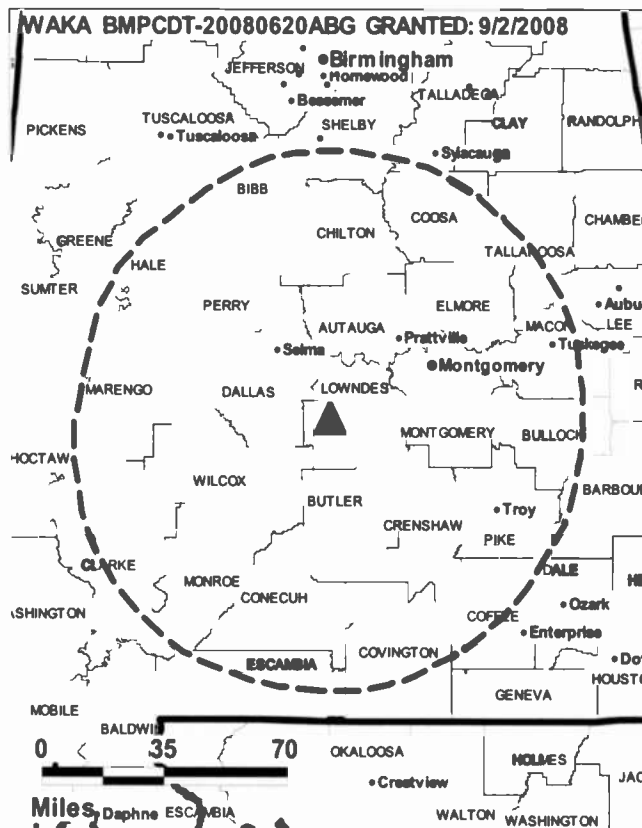 WAKA BMPCDT-20080620ABG GRANTED: 9/2/2008
Birmingham
JEFFERSON
Homewood
Bessemer
TALLADEGA
TUSCALOOSA
SHELBY
CLAY
RANDOLPH
PICKENS
Tuscaloosa
Sylacauga
BIBB
COOSA
CHAMBE
CHILTON
GREENE
TALLAPOOSA
HALE
SUMTER
PERRY
ELMORE
Aubu
AUTAUGA
MACON
LEE
Prattville
Tuskegee
Selma
Montgomery
MARENGO
DALLAS
LOWNDES
R
MONTGOMERY
BULLOCK
HOCTAW
WILCOX
BARBOU
BUTLER
Troy
CRENSHAW
PIKE
CLARKE
DALE
MONROE
HE
CONECUH
Ozark
ASHINGTON
COFFEE
Enterprise
COVINGTON
ESCAMBIA
Do
HOUSTO
GENEVA
MOBILE
BALDWIN
0 35 70
OKALOOSA
HOLMES
JAC
Crestview
Miles
Daphne
ESCAMBIA
WALTON
WASHINGTON